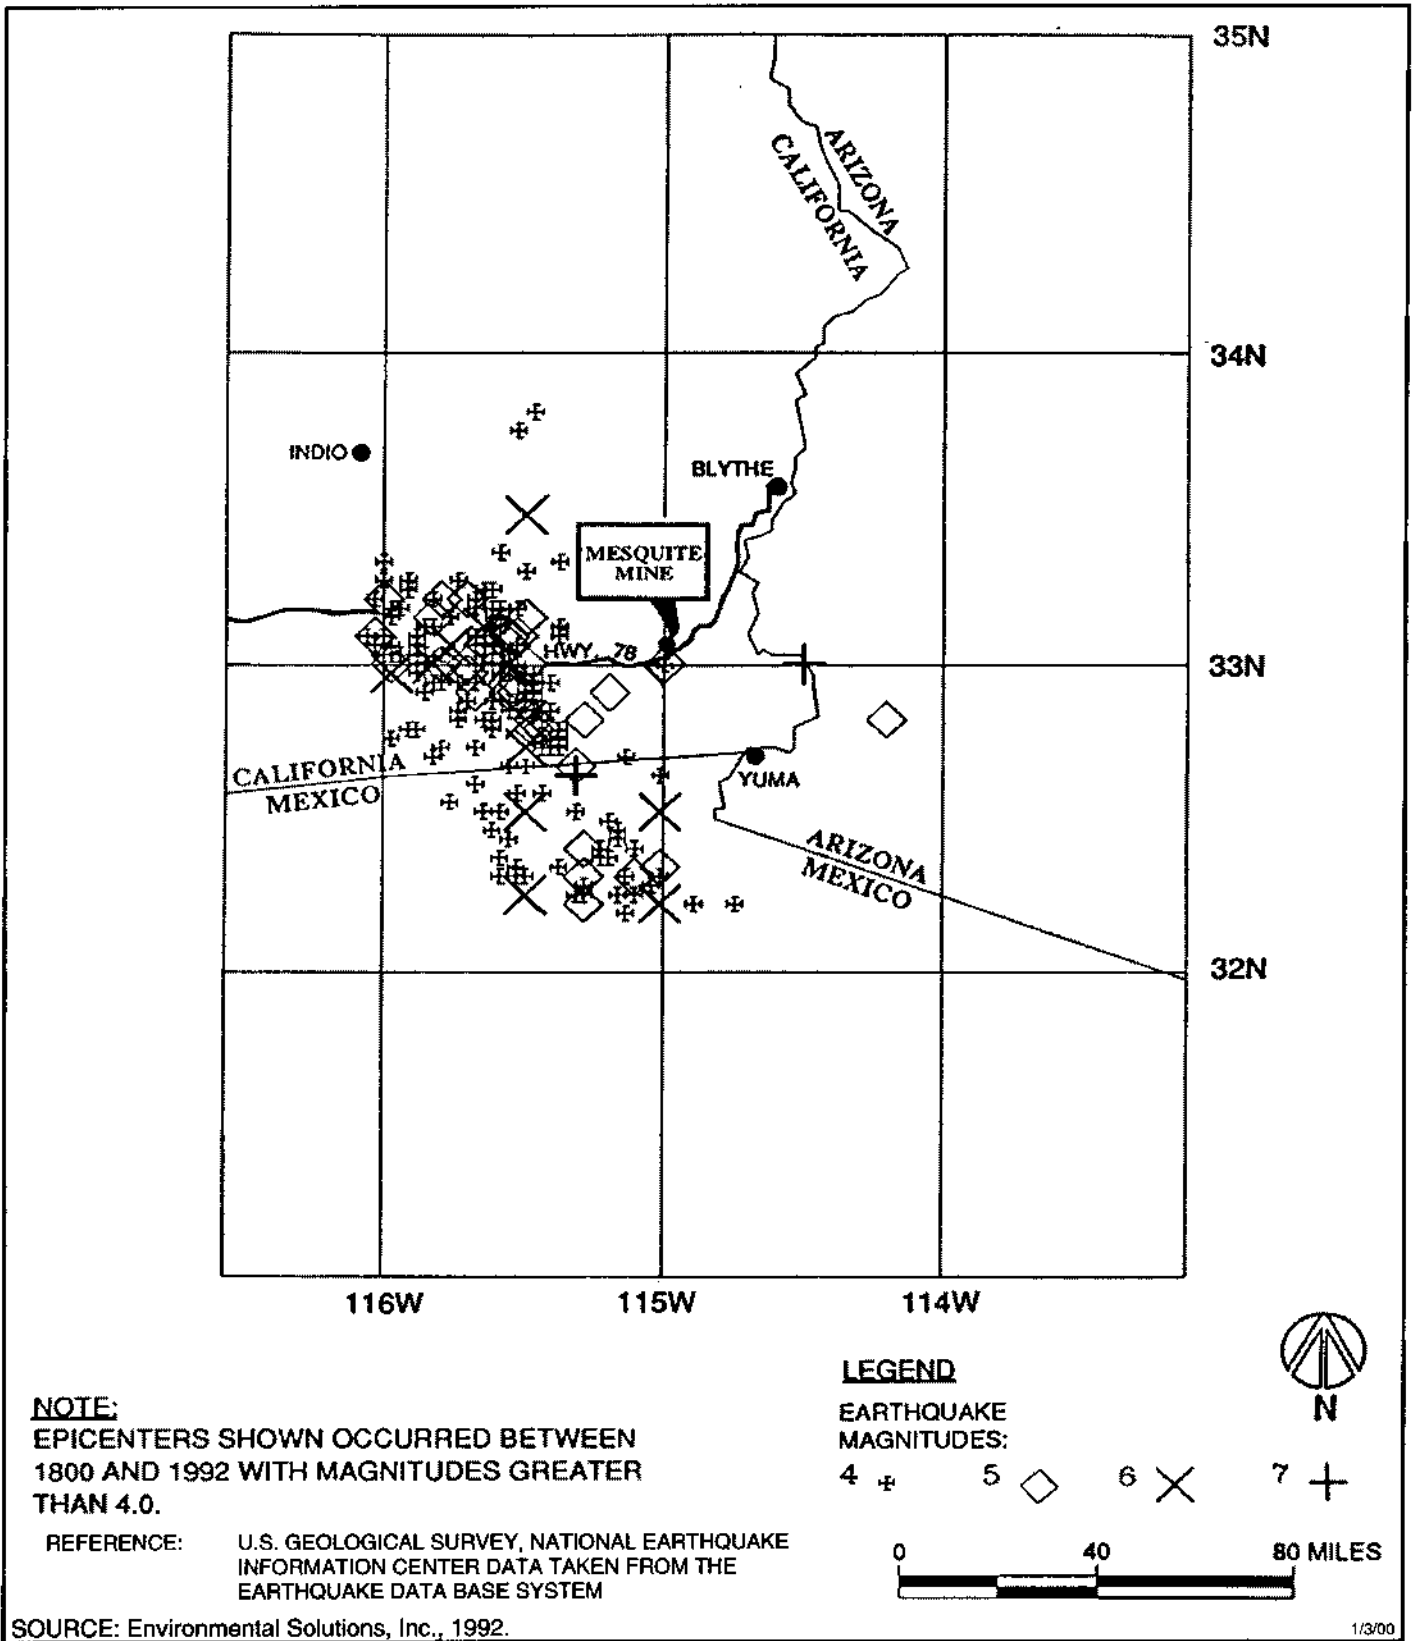 35N
ARIZONA
CALIFORNIA
34N
INDIO
BLYTHE
MESQUITE
MINE
HWY. 78
33N
CALIFORNIA
MEXICO
YUMA
ARIZONA
MEXICO
32N
116W
115W
114W
N
LEGEND
EARTHQUAKE
MAGNITUDES:
4 5 6 7
NOTE:
EPICENTERS SHOWN OCCURRED BETWEEN
1800 AND 1992 WITH MAGNITUDES GREATER
THAN 4.0.
REFERENCE: U.S. GEOLOGICAL SURVEY, NATIONAL EARTHQUAKE
INFORMATION CENTER DATA TAKEN FROM THE
EARTHQUAKE DATA BASE SYSTEM
0 40 80 MILES
SOURCE: Environmental Solutions, Inc., 1992.
1/3/00